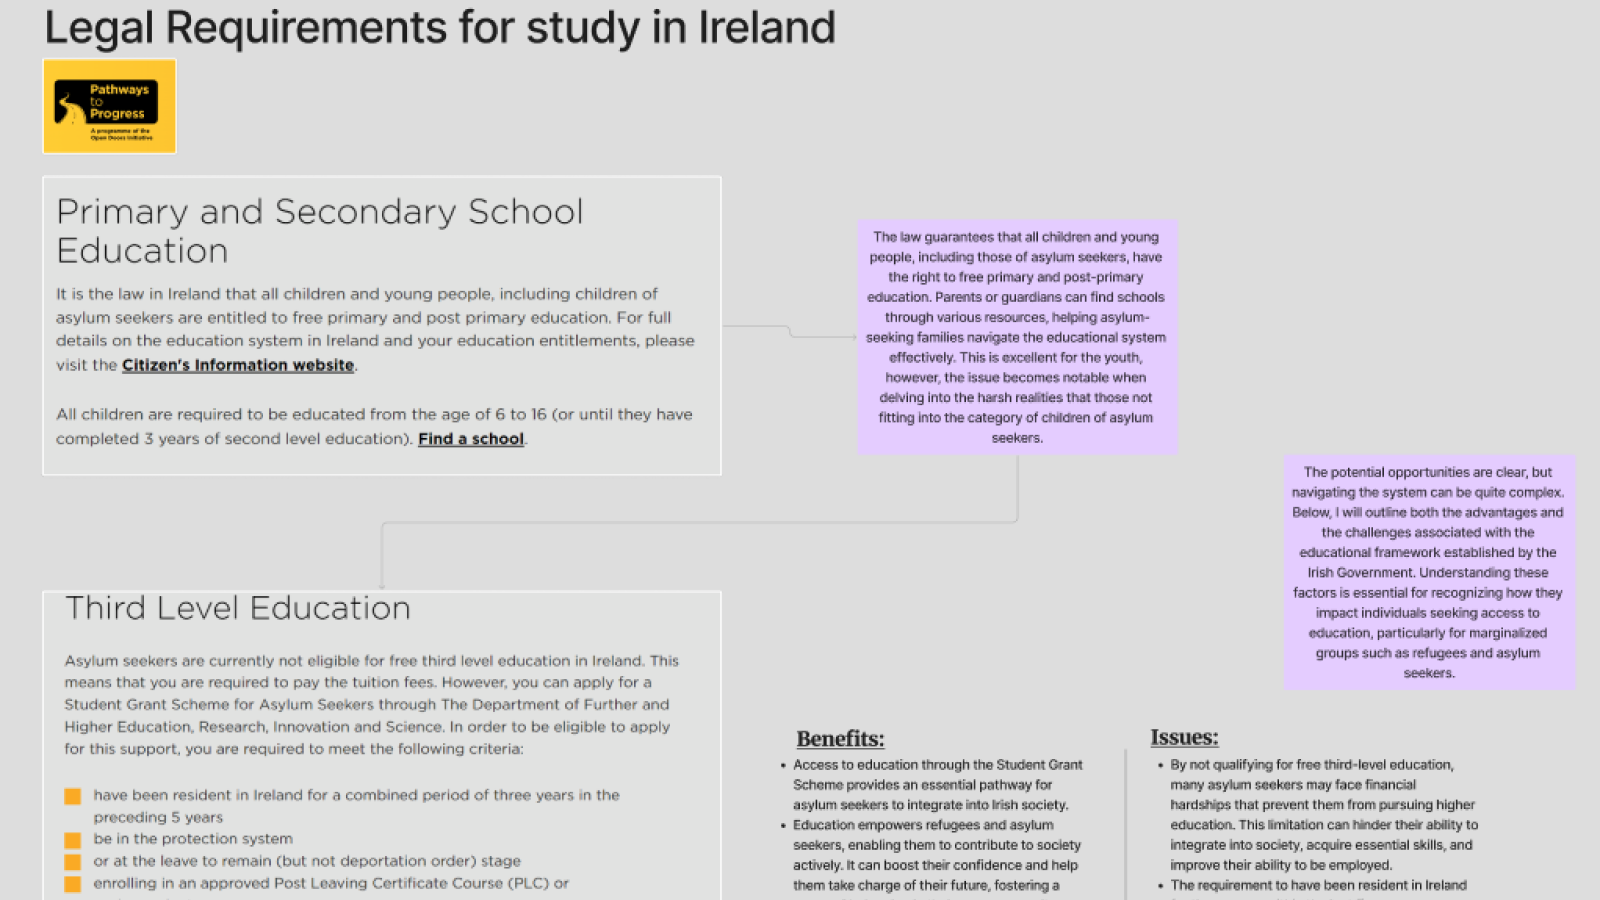 Legal Requirements for study in Ireland
Pathways
to
Progress
A programme of the
Open Doors Initiative
Primary and Secondary School
Education
It is the law in Ireland that all children and young people, including children of
asylum seekers are entitled to free primary and post primary education. For full
details on the education system in Ireland and your education entitlements, please
visit the Citizen's Information website.
All children are required to be educated from the age of 6 to 16 (or until they have
completed 3 years of second level education). Find a school.
The law guarantees that all children and young
people, including those of asylum seekers, have
the right to free primary and post-primary
education. Parents or guardians can find schools
through various resources, helping asylum-
seeking families navigate the educational system
effectively. This is excellent for the youth,
however, the issue becomes notable when
delving into the harsh realities that those not
fitting into the category of children of asylum
seekers.
The potential opportunities are clear, but
navigating the system can be quite complex.
Below, I will outline both the advantages and
the challenges associated with the
educational framework established by the
Irish Government. Understanding these
factors is essential for recognizing how they
impact individuals seeking access to
education, particularly for marginalized
groups such as refugees and asylum
seekers.
Third Level Education
Asylum seekers are currently not eligible for free third level education in Ireland. This
means that you are required to pay the tuition fees. However, you can apply for a
Student Grant Scheme for Asylum Seekers through The Department of Further and
Higher Education, Research, Innovation and Science. In order to be eligible to apply
for this support, you are required to meet the following criteria:
have been resident in Ireland for a combined period of three years in the
preceding 5 years
be in the protection system
or at the leave to remain (but not deportation order) stage
enrolling in an approved Post Leaving Certificate Course (PLC) or
Benefits:
• Access to education through the Student Grant
Scheme provides an essential pathway for
asylum seekers to integrate into Irish society.
• Education empowers refugees and asylum
seekers, enabling them to contribute to society
actively. It can boost their confidence and help
them take charge of their future, fostering a
Issues:
• By not qualifying for free third-level education,
many asylum seekers may face financial
hardships that prevent them from pursuing higher
education. This limitation can hinder their ability to
integrate into society, acquire essential skills, and
improve their ability to be employed.
• The requirement to have been resident in Ireland